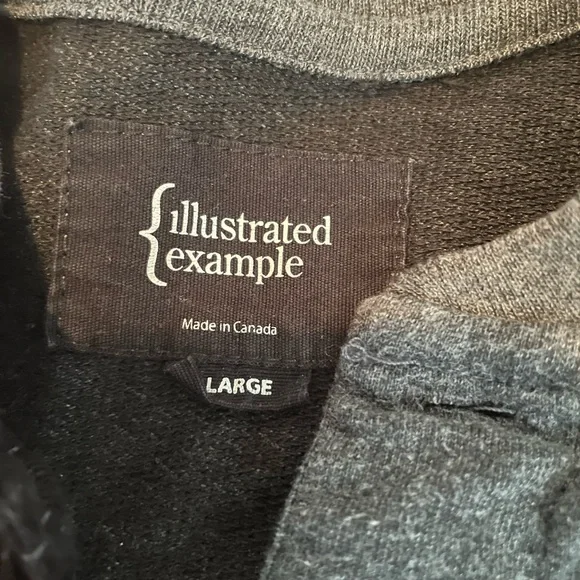 illustrated
example
Made in Canada
LARGE